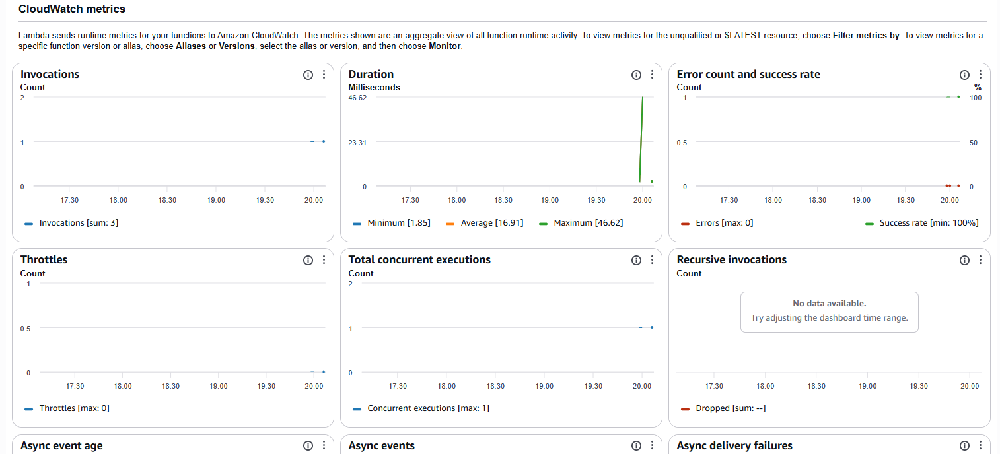 CloudWatch metrics
Lambda sends runtime metrics for your functions to Amazon CloudWatch. The metrics shown are an aggregate view of all function runtime activity. To view metrics for the unqualified or $LATEST resource, choose Filter metrics by. To view metrics for a
specific function version or alias, choose Aliases or Versions, select the alias or version, and then choose Monitor.
Invocations
Count
2
1
0
17:30 18:00 18:30 19:00 19:30 20:00
Invocations [sum: 3]
Duration
Milliseconds
46.62
23.31
0
17:30 18:00 18:30 19:00 19:30 20:00
Minimum [1.85] Average [16.91] Maximum [46.62]
Error count and success rate
Count %
1 100
0.5 50
0 0
17:30 18:00 18:30 19:00 19:30 20:00
Errors [max: 0] Success rate [min: 100%]
Throttles
Count
1
0.5
0
17:30 18:00 18:30 19:00 19:30 20:00
Throttles [max: 0]
Total concurrent executions
Count
2
1
0
17:30 18:00 18:30 19:00 19:30 20:00
Concurrent executions [max: 1]
Recursive invocations
Count
No data available.
Try adjusting the dashboard time range.
17:30 18:00 18:30 19:00 19:30 20:00
Dropped [sum: --]
Async event age
Async events
Async delivery failures